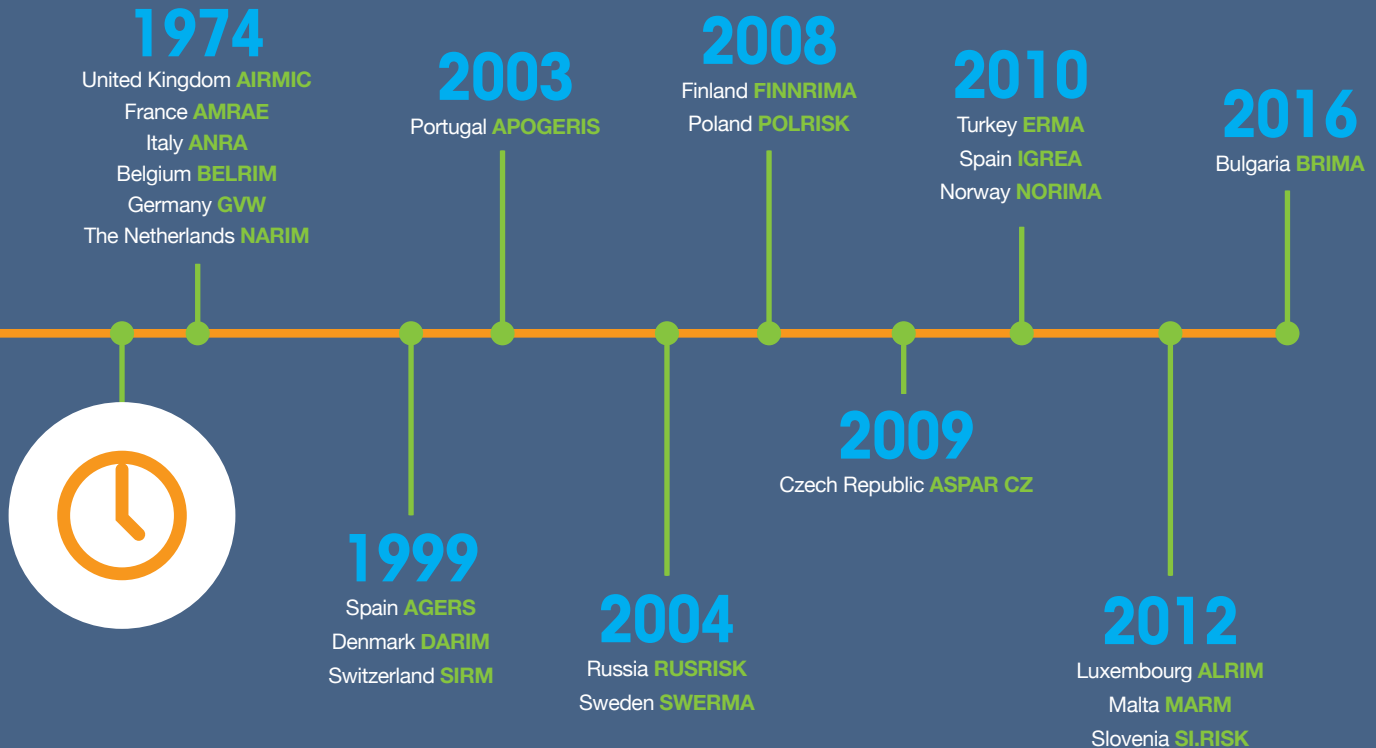 1974
United Kingdom AIRMIC
France AMRAE
Italy ANRA
Belgium BELRIM
Germany GVW
The Netherlands NARIM
1999
Spain AGERS
Denmark DARIM
Switzerland SIRM
2003
Portugal APOGERIS
2004
Russia RUSRISK
Sweden SWERMA
2008
Finland FINNRIMA
Poland POLRISK
2009
Czech Republic ASPAR CZ
2010
Turkey ERMA
Spain IGREA
Norway NORIMA
2012
Luxembourg ALRIM
Malta MARM
Slovenia SI.RISK
2016
Bulgaria BRIMA